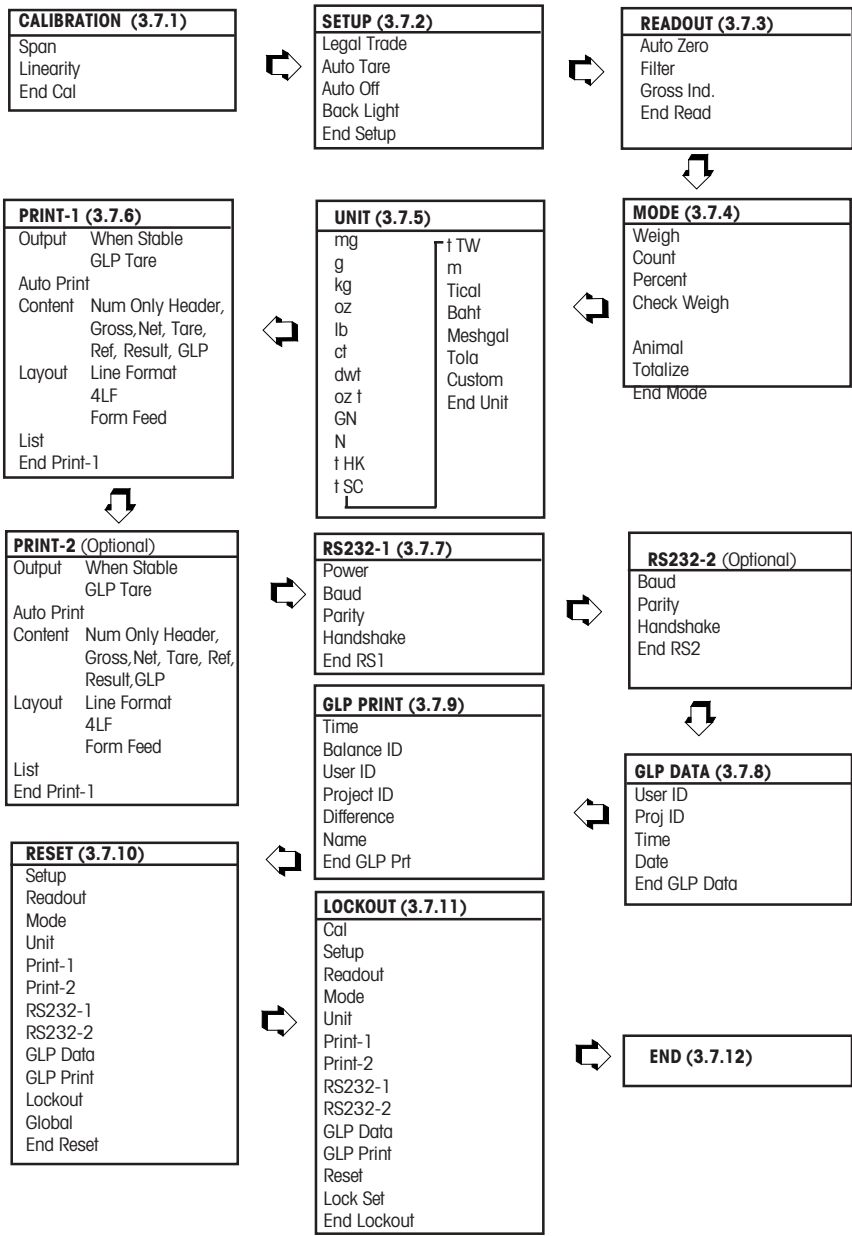 CALIBRATION (3.7.1)
Span
Linearity
End Cal
SETUP (3.7.2)
Legal Trade
Auto Tare
Auto Off
Back Light
End Setup
READOUT (3.7.3)
Auto Zero
Filter
Gross Ind.
End Read
MODE (3.7.4)
Weigh
Count
Percent
Check Weigh
Animal
Totalize
End Mode
UNIT (3.7.5)
mg
g
kg
oz
lb
ct
dwt
oz t
GN
N
t HK
t SC
t TW
m
Tical
Baht
Meshgal
Tola
Custom
End Unit
PRINT-1 (3.7.6)
Output When Stable
GLP Tare
Auto Print
Content Num Only Header,
Gross,Net, Tare,
Ref, Result, GLP
Layout Line Format
4LF
Form Feed
List
End Print-1
PRINT-2 (Optional)
Output When Stable
GLP Tare
Auto Print
Content Num Only Header,
Gross,Net, Tare, Ref,
Result,GLP
Layout Line Format
4LF
Form Feed
List
End Print-1
RS232-1 (3.7.7)
Power
Baud
Parity
Handshake
End RS1
RS232-2 (Optional)
Baud
Parity
Handshake
End RS2
GLP DATA (3.7.8)
User ID
Proj ID
Time
Date
End GLP Data
GLP PRINT (3.7.9)
Time
Balance ID
User ID
Project ID
Difference
Name
End GLP Prt
RESET (3.7.10)
Setup
Readout
Mode
Unit
Print-1
Print-2
RS232-1
RS232-2
GLP Data
GLP Print
Lockout
Global
End Reset
LOCKOUT (3.7.11)
Cal
Setup
Readout
Mode
Unit
Print-1
Print-2
RS232-1
RS232-2
GLP Data
GLP Print
Reset
Lock Set
End Lockout
END (3.7.12)